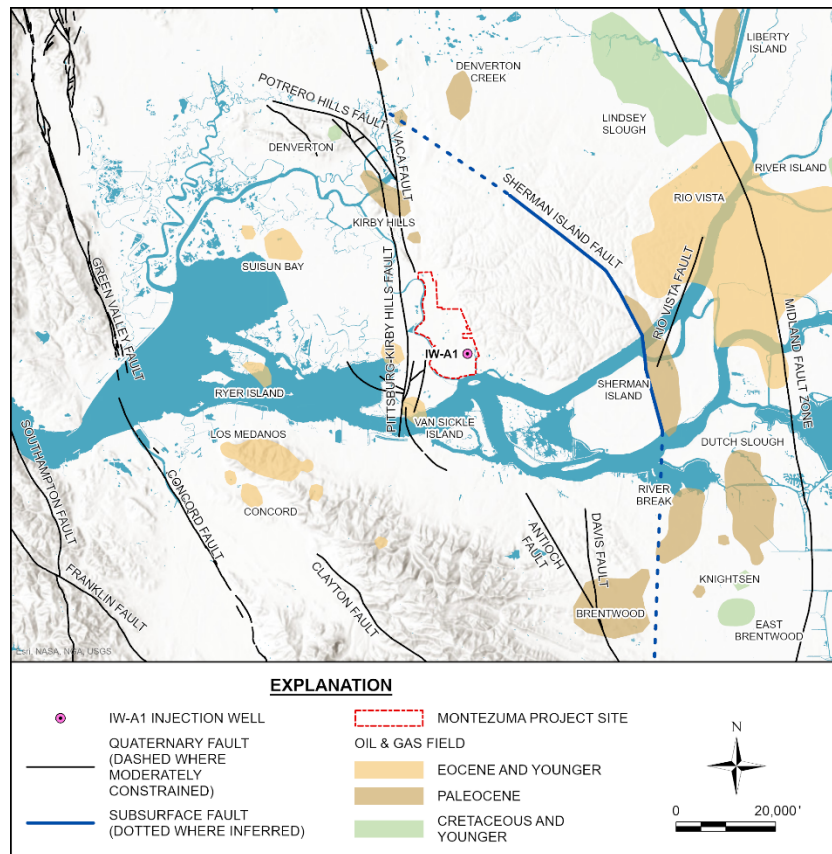 LIBERTY
ISLAND
DENVERTON
CREEK
POTRERO HILLS FAULT
LINDSEY
SLOUGH
DENVERTON
VACA FAULT
RIVER ISLAND
SHERMAN ISLAND FAULT
RIO VISTA
KIRBY HILLS
GREEN VALLEY FAULT
SUISUN BAY
PITTSBURG-KIRBY HILLS FAULT
RIO VISTA FAULT
MIDLAND FAULT ZONE
IW-A1
RYER ISLAND
SHERMAN
ISLAND
VAN SICKLE
ISLAND
SOUTHAMPTON FAULT
LOS MEDANOS
DUTCH SLOUGH
CONCORD FAULT
RIVER
BREAK
CONCORD
ANTIOCH
FAULT
DAVIS FAULT
CLAYTON FAULT
KNIGHTSEN
FRANKLIN FAULT
BRENTWOOD
EAST
BRENTWOOD
Esri, NASA, NGA, USGS
EXPLANATION
IW-A1 INJECTION WELL
QUATERNARY FAULT
(DASHED WHERE
MODERATELY
CONSTRAINED)
SUBSURFACE FAULT
(DOTTED WHERE INFERRED)
MONTEZUMA PROJECT SITE
OIL & GAS FIELD
EOCENE AND YOUNGER
PALEOCENE
CRETACEOUS AND
YOUNGER
N
0 20,000'